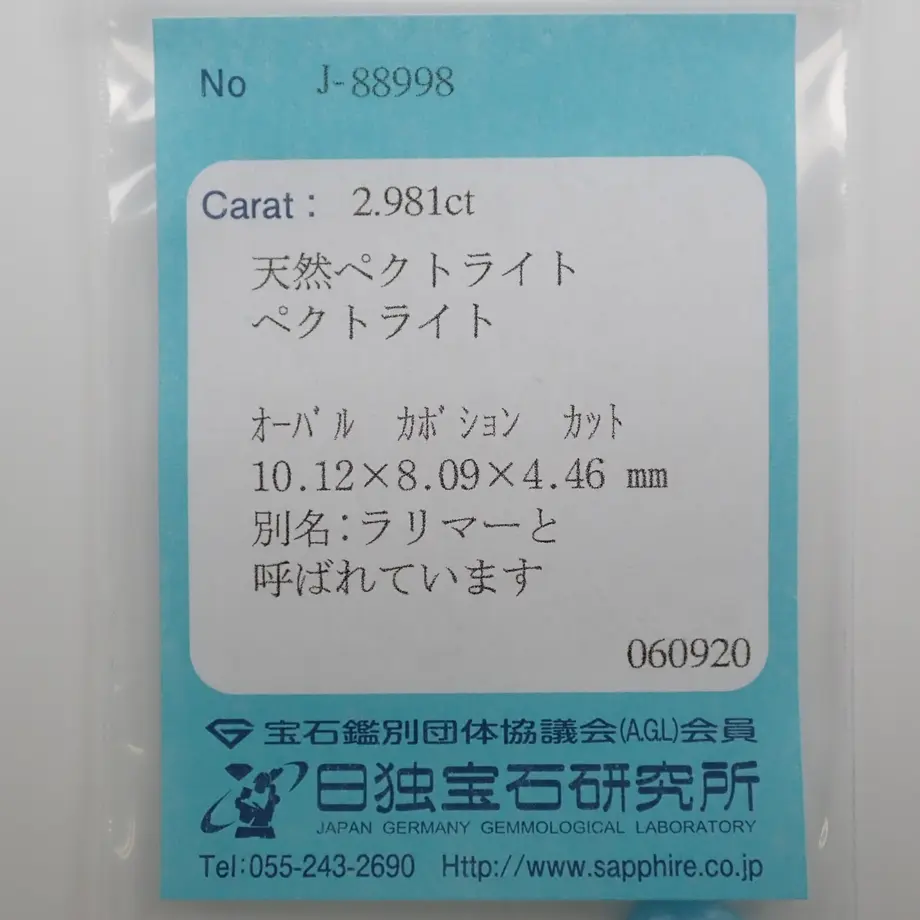 No J-88998
Carat : 2.981ct
天然ペクトライト
ペクトライト
ｵｰﾊﾞﾙ ｶﾎﾞｼｮﾝ ｶｯﾄ
10.12×8.09×4.46 mm
別名:ラリマーと
呼ばれています
060920
宝石鑑別団体協議会(A.G.L)会員
日独宝石研究所
JAPAN GERMANY GEMMOLOGICAL LABORATORY
Tel:055-243-2690 Http://www.sapphire.co.jp